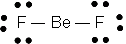 F — Be — F